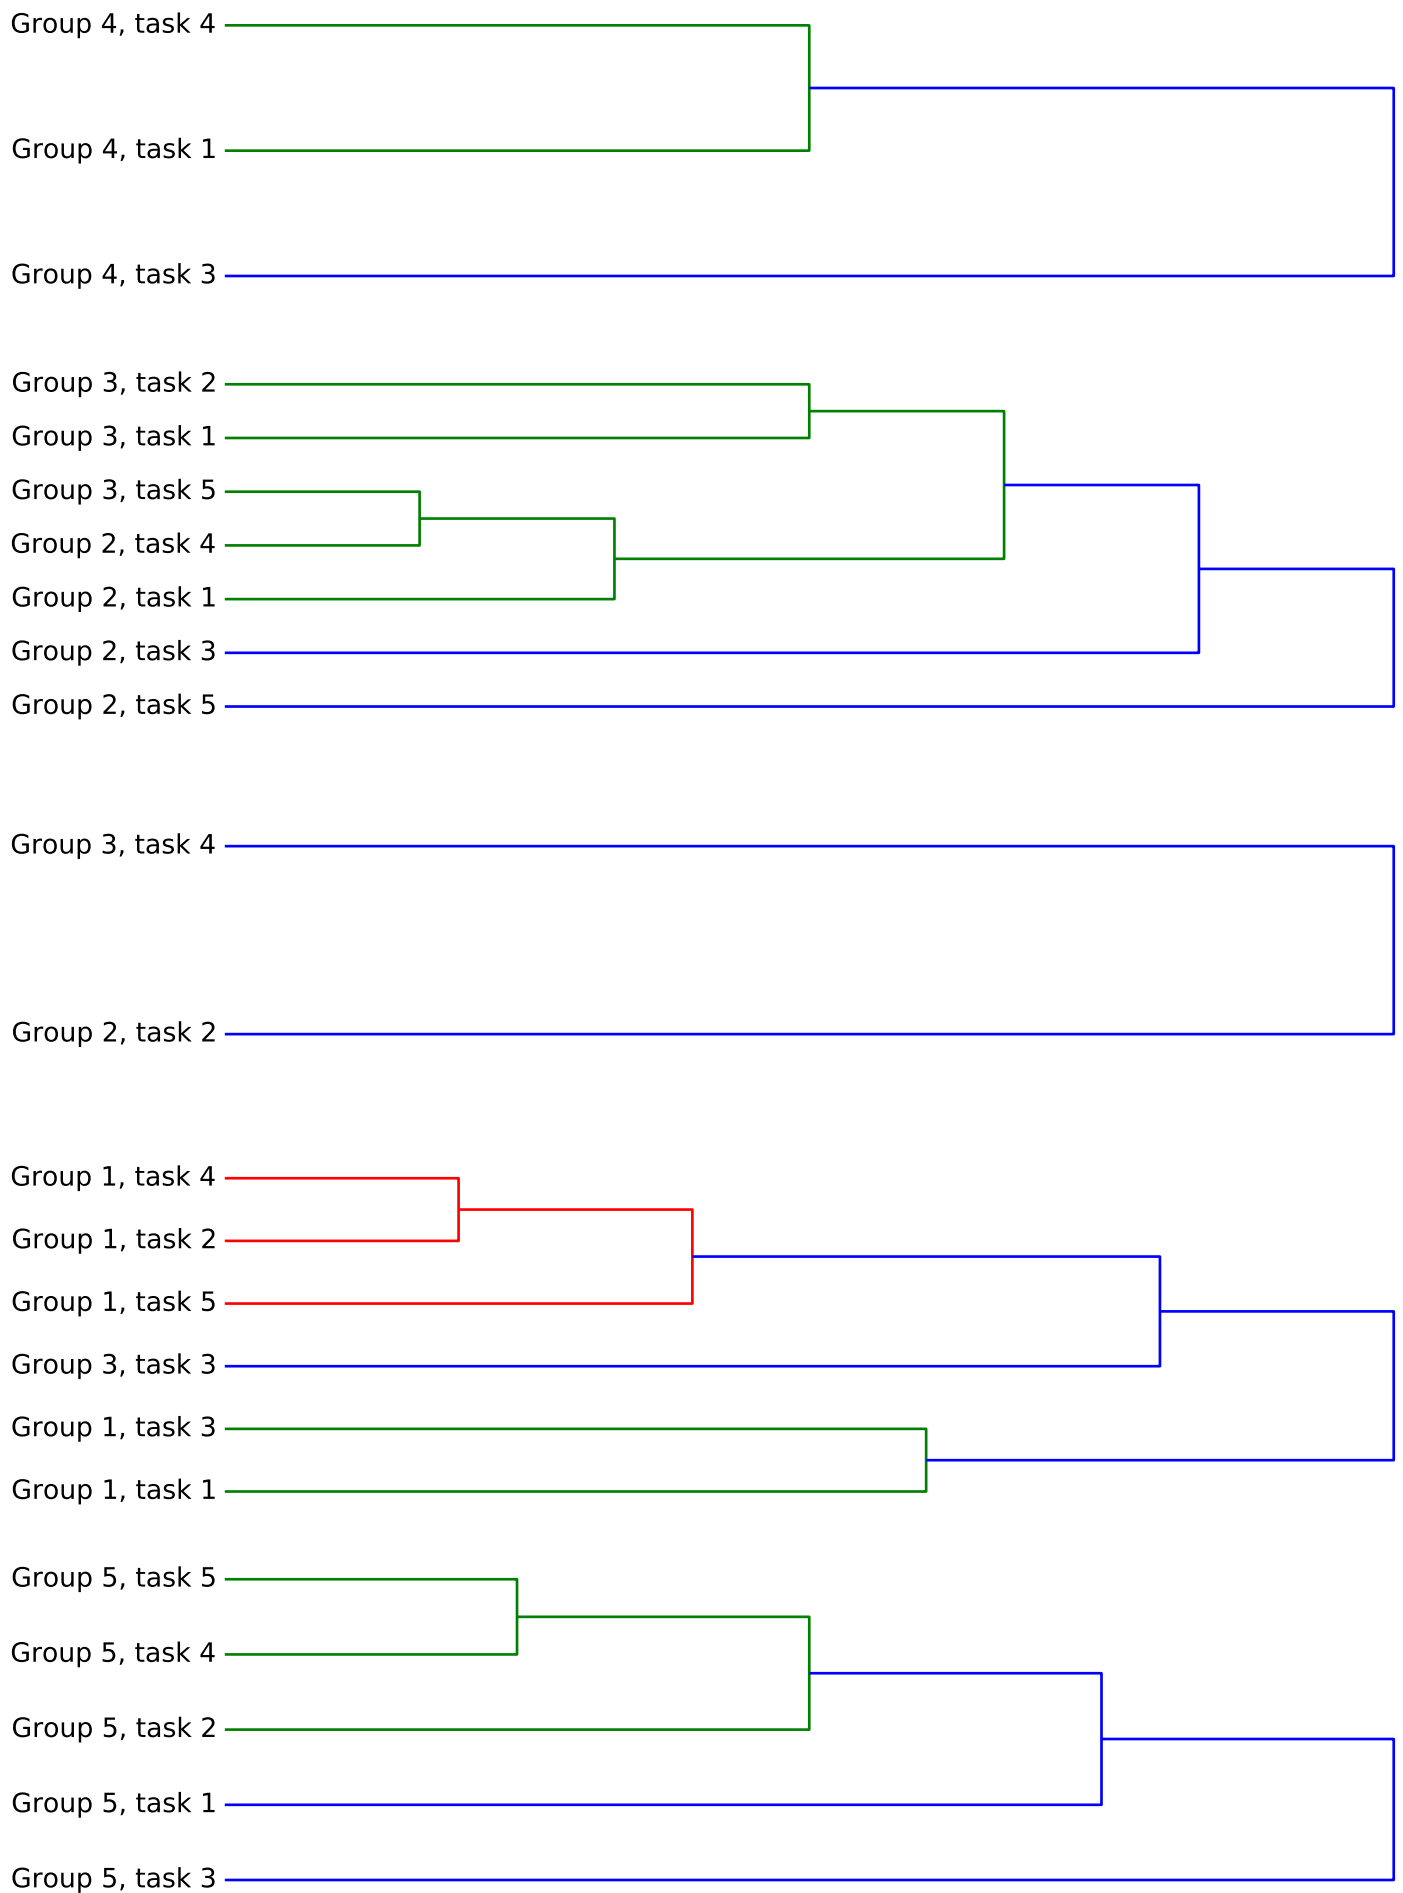 Group 4, task 4
Group 4, task 1
Group 4, task 3
Group 3, task 2
Group 3, task 1
Group 3, task 5
Group 2, task 4
Group 2, task 1
Group 2, task 3
Group 2, task 5
Group 3, task 4
Group 2, task 2
Group 1, task 4
Group 1, task 2
Group 1, task 5
Group 3, task 3
Group 1, task 3
Group 1, task 1
Group 5, task 5
Group 5, task 4
Group 5, task 2
Group 5, task 1
Group 5, task 3